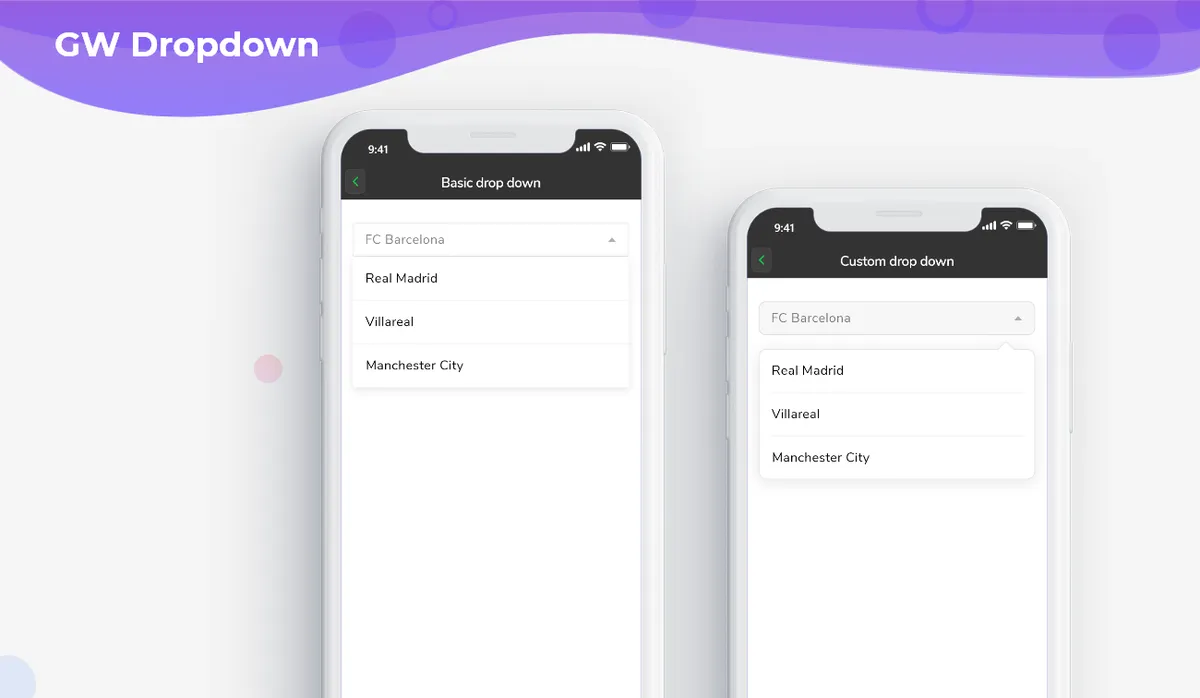 GW Dropdown
9:41
Basic drop down
FC Barcelona
Real Madrid
Villareal
Manchester City
9:41
Custom drop down
FC Barcelona
Real Madrid
Villareal
Manchester City